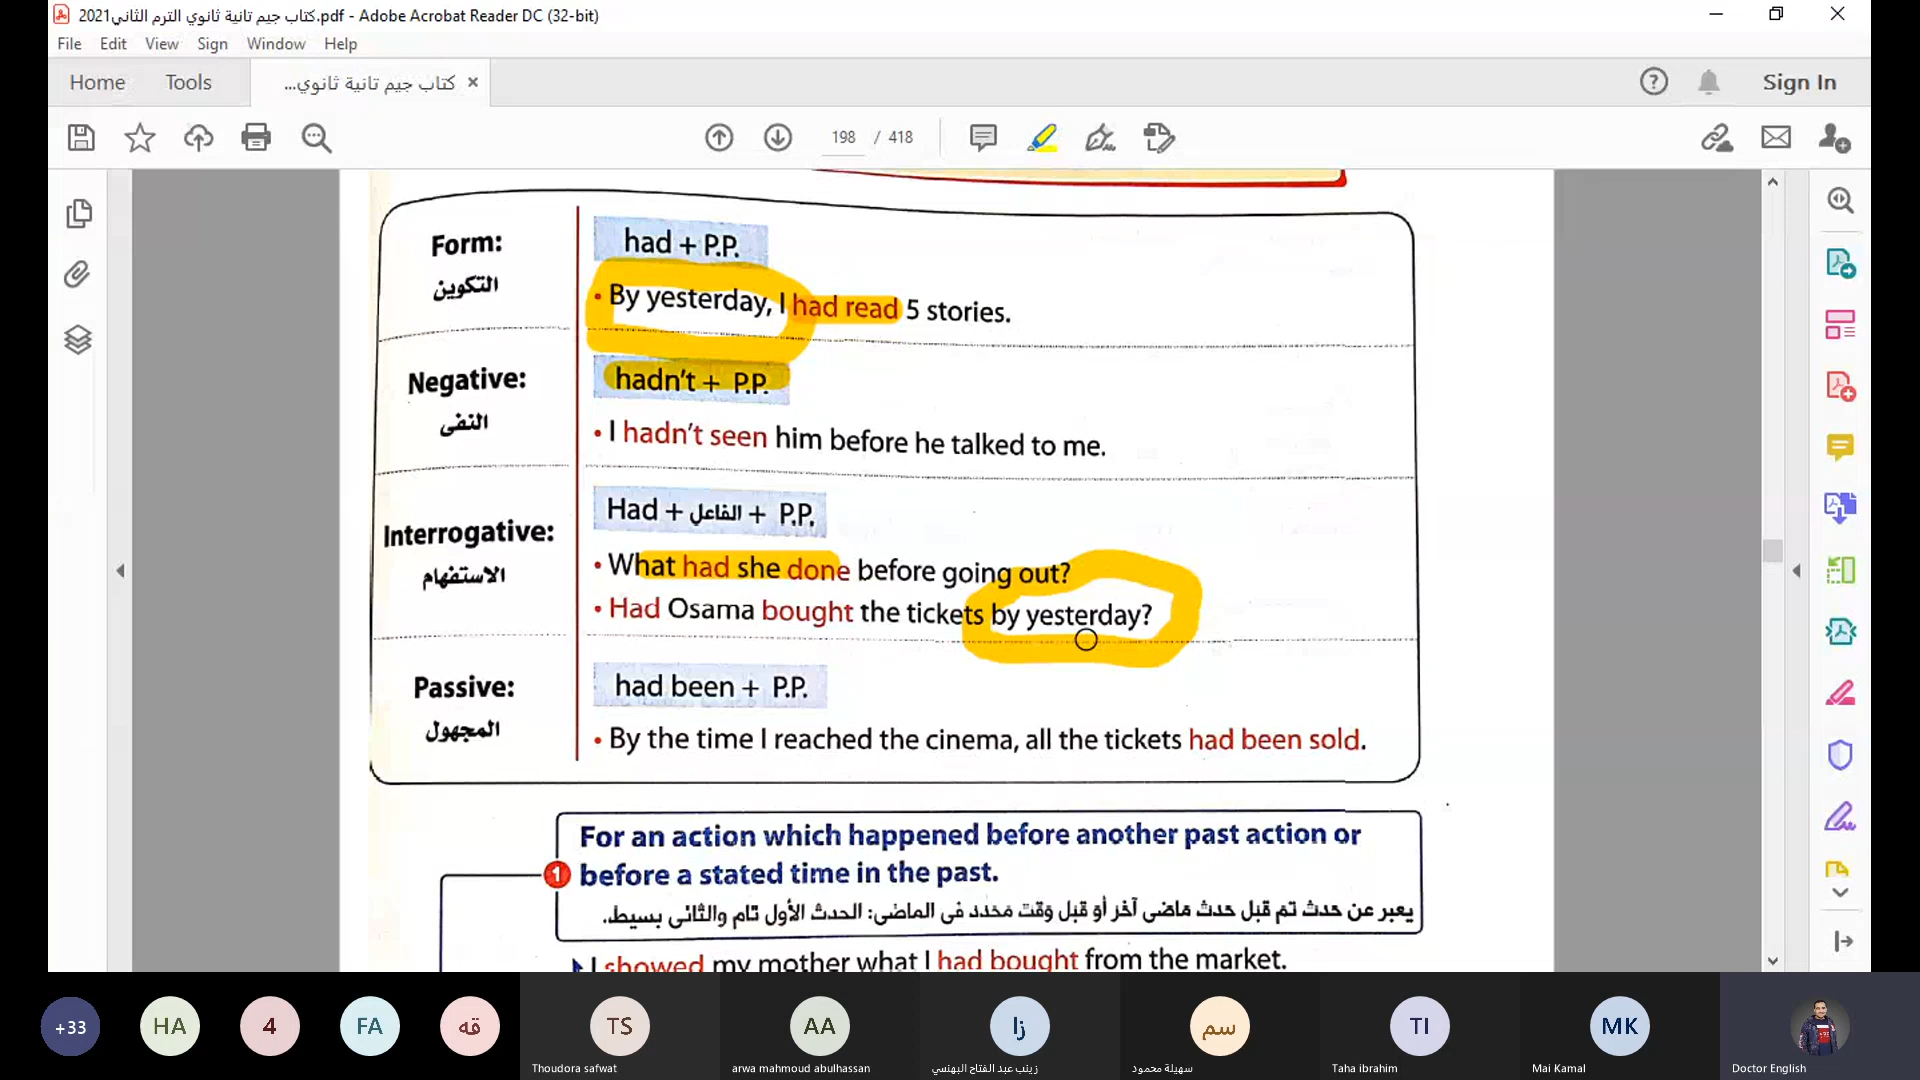 كتاب جيم تانية ثانوي الترم الثاني2021.pdf - Adobe Acrobat Reader DC (32-bit)
File Edit View Sign Window Help
Home Tools كتاب جيم تانية ثانوي... × Sign In
198 / 418
Form:
التكوين
had + P.P.
• By yesterday, I had read 5 stories.
Negative:
النفى
hadn't + P.P.
• I hadn't seen him before he talked to me.
Interrogative:
الاستفهام
Had + الفاعل + P.P.
• What had she done before going out?
• Had Osama bought the tickets by yesterday?
Passive:
المجهول
had been + P.P.
• By the time I reached the cinema, all the tickets had been sold.
1
For an action which happened before another past action or
before a stated time in the past.
يعبر عن حدث تم قبل حدث ماضى آخر أو قبل وقت محدد فى الماضى: الحدث الأول تام والثانى بسيط.
I showed my mother what I had bought from the market.
+33 HA 4 FA قه TS AA زا سم TI MK
Thoudora safwat arwa mahmoud abulhassan زينب عبد الفتاح البهنسي سهيلة محمود Taha ibrahim Mai Kamal Doctor English